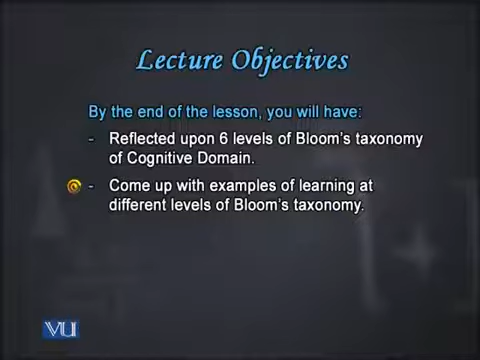 Lecture Objectives
By the end of the lesson, you will have:
- Reflected upon 6 levels of Bloom's taxonomy
of Cognitive Domain.
- Come up with examples of learning at
different levels of Bloom's taxonomy.
VU